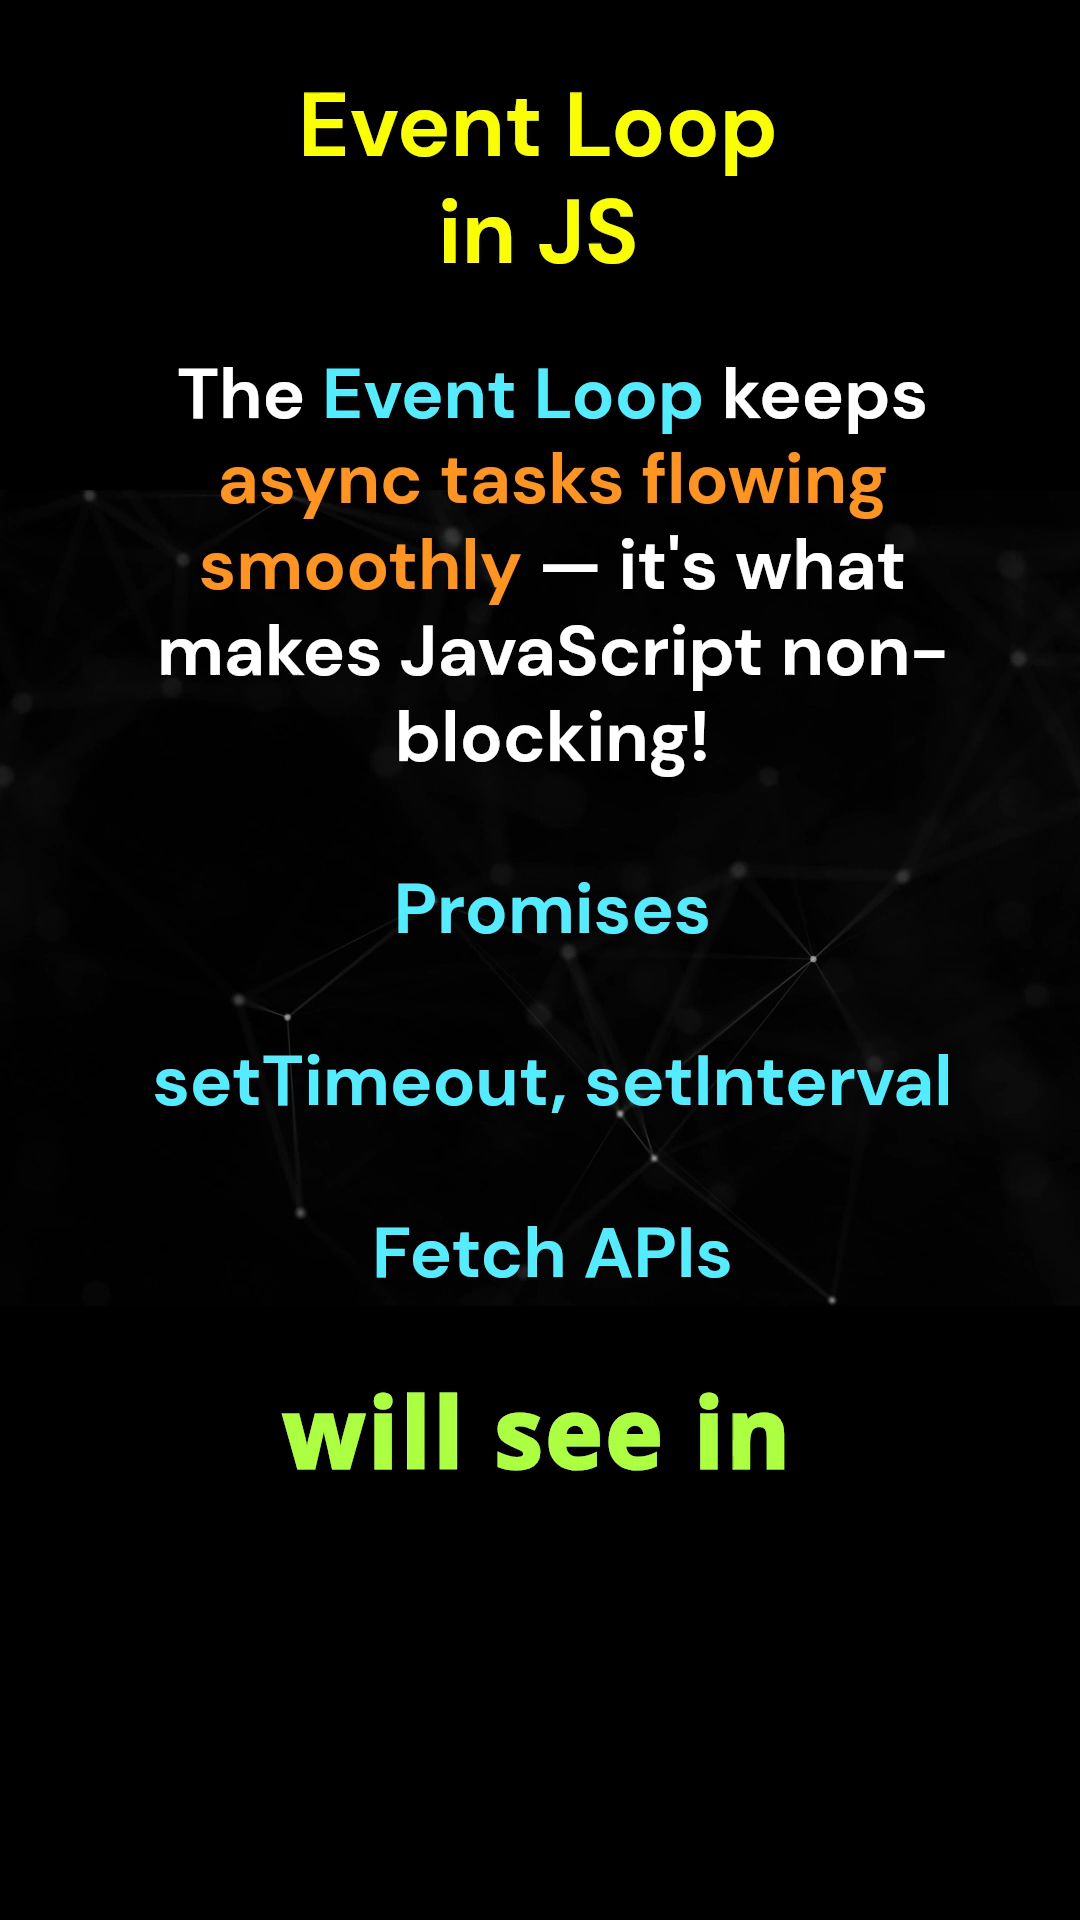 Event Loop
in JS
The Event Loop keeps
async tasks flowing
smoothly — it's what
makes JavaScript non-
blocking!
Promises
setTimeout, setInterval
Fetch APIs
will see in